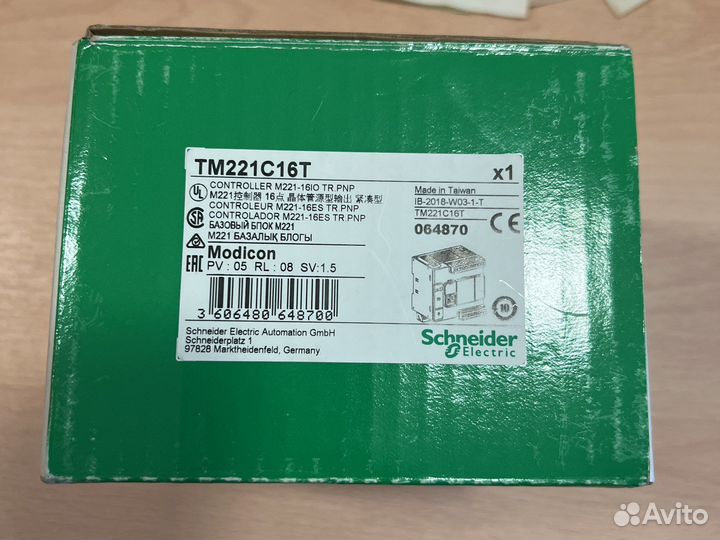 TM221C16T
x1
CONTROLLER M221-16IO TR.PNP
M221控制器 16点 晶体管源型输出 紧凑型
CONTROLEUR M221-16ES TR.PNP
CONTROLADOR M221-16ES TR.PNP
БАЗОВЫЙ БЛОК M221
M221 БАЗАЛЫҚ БЛОГЫ
Modicon
PV : 05 RL : 08 SV:1.5
Made in Taiwan
IB-2018-W03-1-T
TM221C16T
064870
CE
UL
EAC
10
3 606480 648700
Schneider Electric Automation GmbH
Schneiderplatz 1
97828 Marktheidenfeld, Germany
Schneider
Electric
Avito